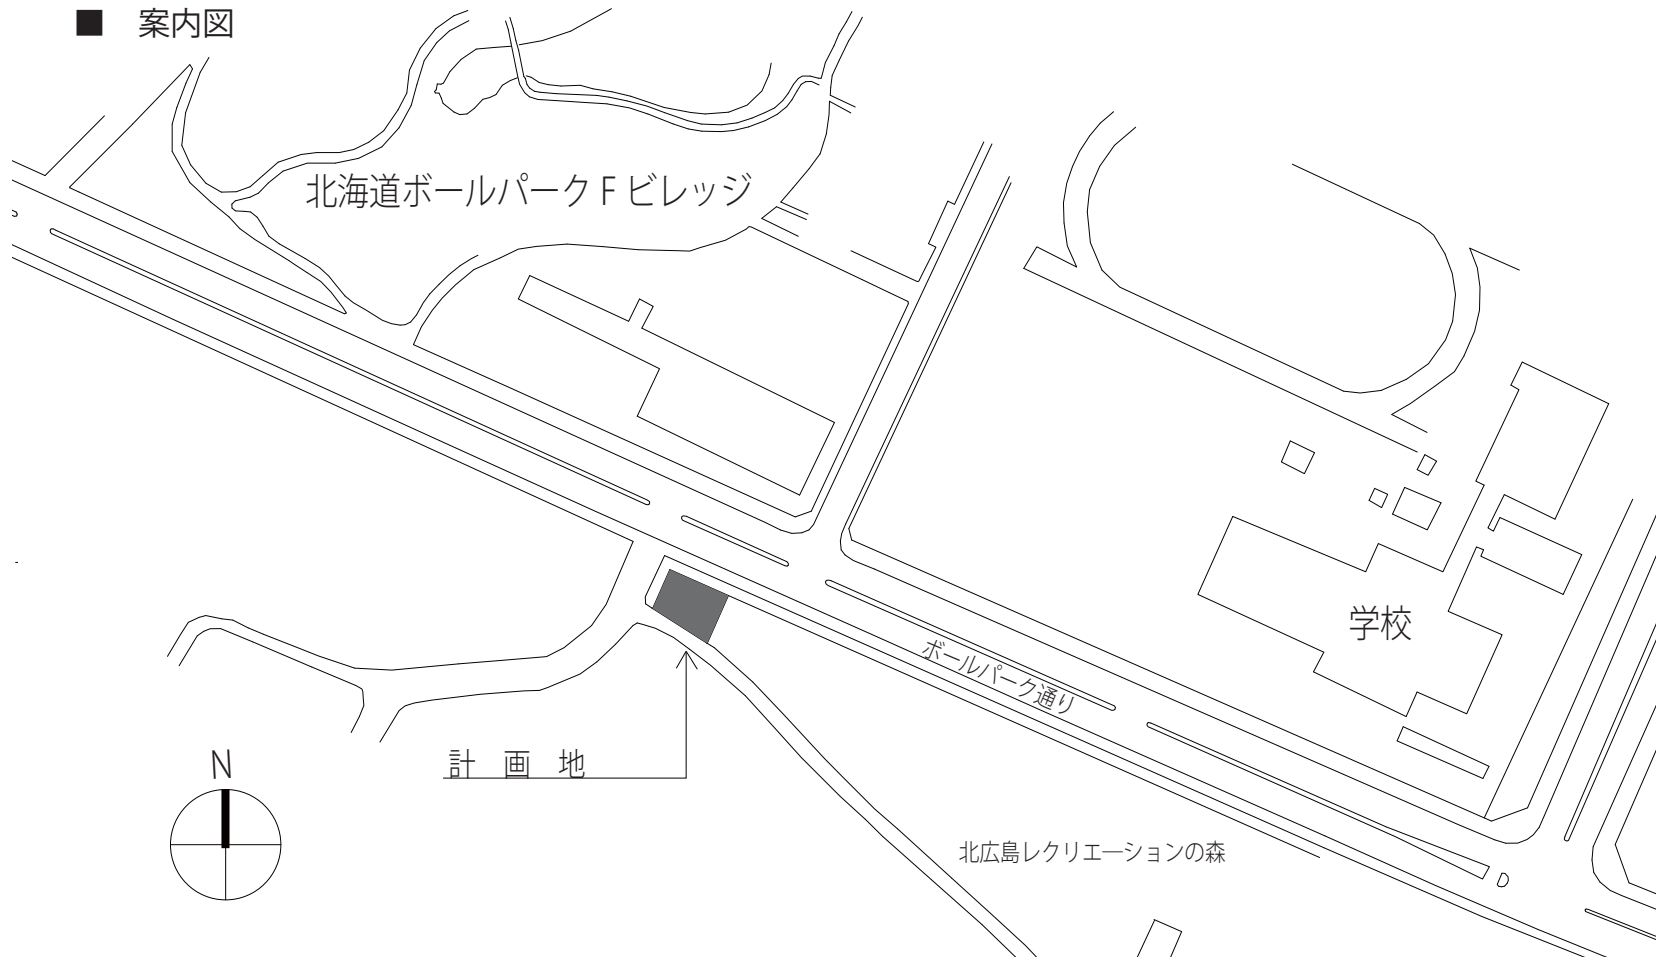 ■ 案内図
北海道ボールパークFビレッジ
学校
ボールパーク通り
計画地
N
北広島レクリエーションの森